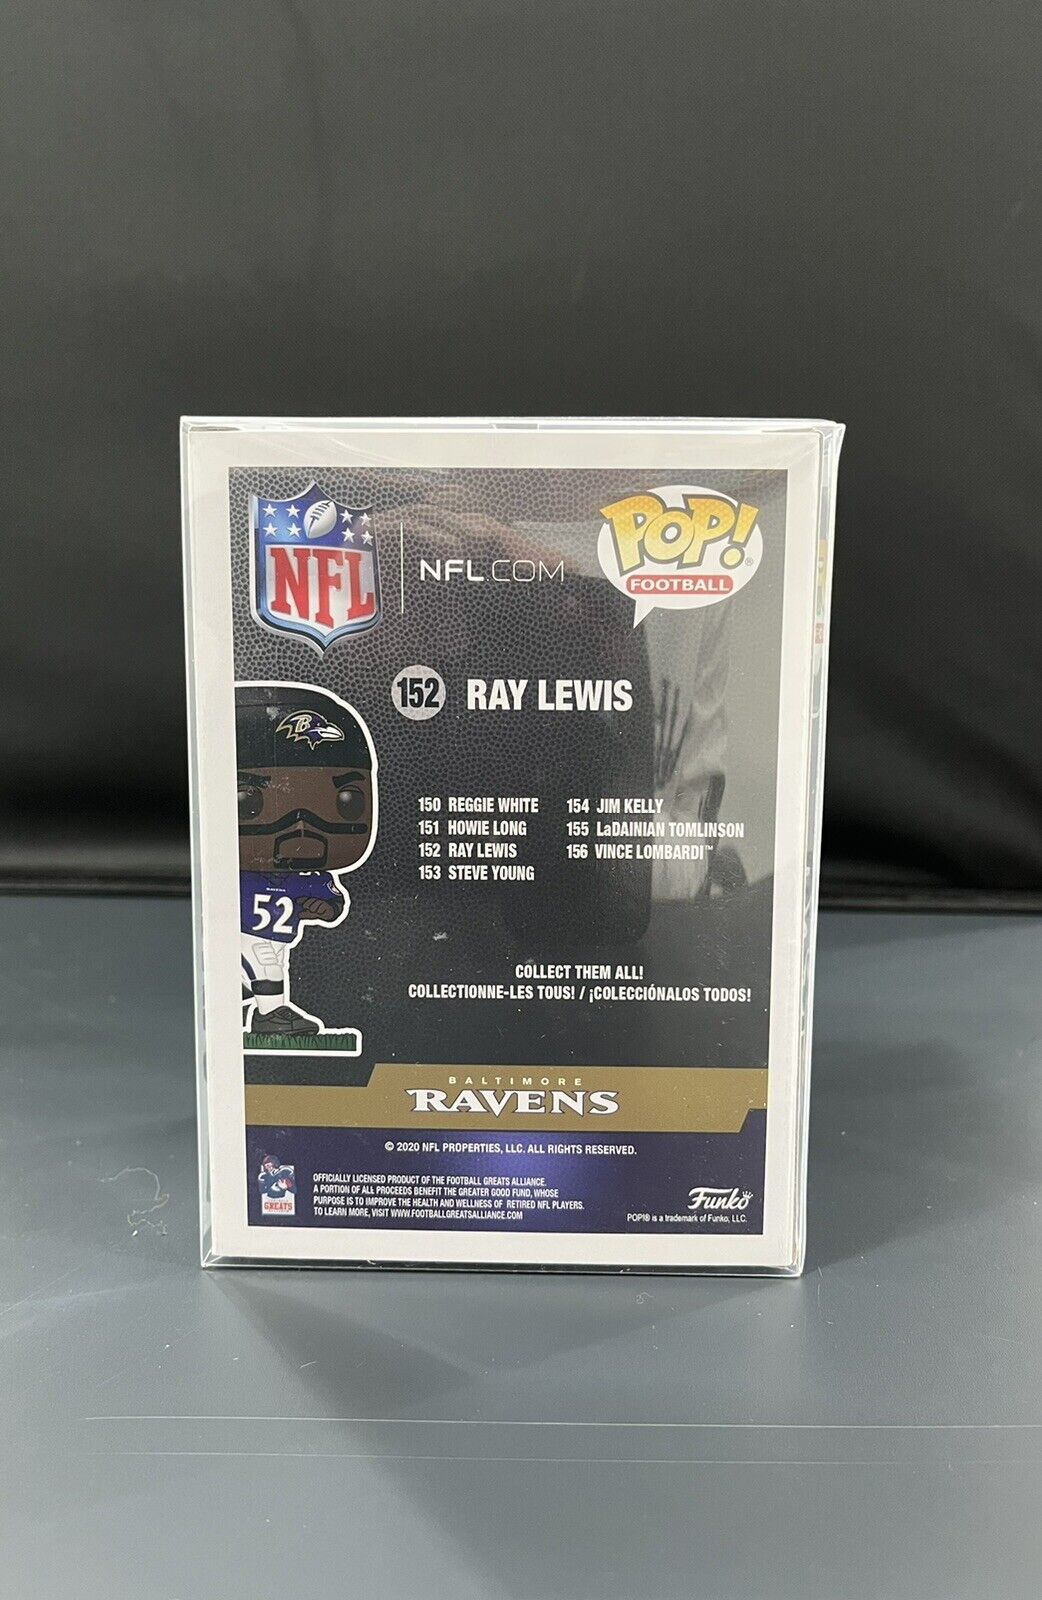 NFL
NFL.COM
POP!®
FOOTBALL
152 RAY LEWIS
150 REGGIE WHITE
151 HOWIE LONG
152 RAY LEWIS
153 STEVE YOUNG
154 JIM KELLY
155 LaDAINIAN TOMLINSON
156 VINCE LOMBARDI™
B
RAVENS
52
COLLECT THEM ALL!
COLLECTIONNE-LES TOUS! / ¡COLECCIÓNALOS TODOS!
BALTIMORE
RAVENS
© 2020 NFL PROPERTIES, LLC. ALL RIGHTS RESERVED.
GREATS
OFFICIALLY LICENSED PRODUCT OF THE FOOTBALL GREATS ALLIANCE.
A PORTION OF ALL PROCEEDS BENEFIT THE GREATER GOOD FUND, WHOSE
PURPOSE IS TO IMPROVE THE HEALTH AND WELLNESS OF RETIRED NFL PLAYERS.
TO LEARN MORE, VISIT WWW.FOOTBALLGREATSALLIANCE.COM
Funko
POP!® is a trademark of Funko, LLC.